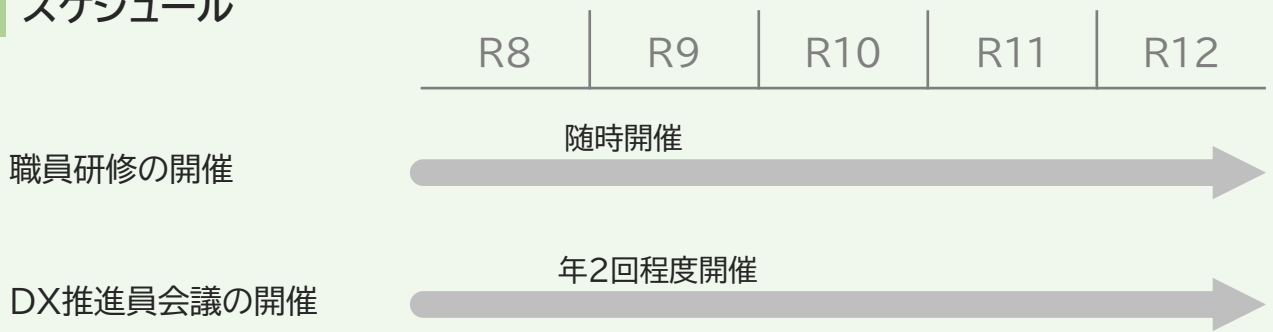 スケジュール
R8 R9 R10 R11 R12
随時開催
職員研修の開催
年2回程度開催
DX推進員会議の開催